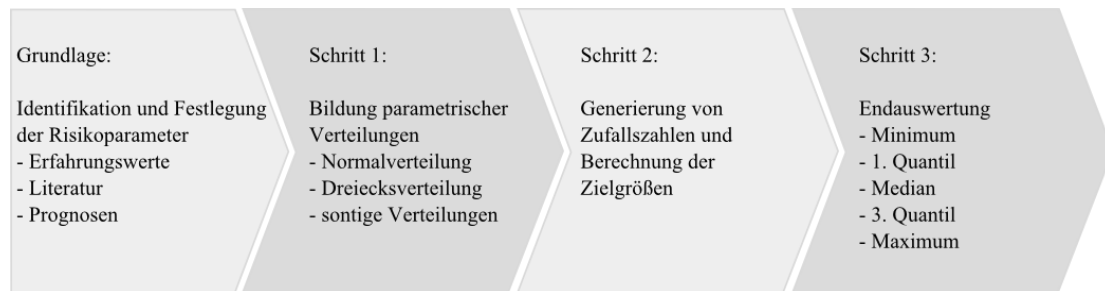 Grundlage:
Identifikation und Festlegung
der Risikoparameter
- Erfahrungswerte
- Literatur
- Prognosen
Schritt 1:
Bildung parametrischer
Verteilungen
- Normalverteilung
- Dreiecksverteilung
- sontige Verteilungen
Schritt 2:
Generierung von
Zufallszahlen und
Berechnung der
Zielgrößen
Schritt 3:
Endauswertung
- Minimum
- 1. Quantil
- Median
- 3. Quantil
- Maximum